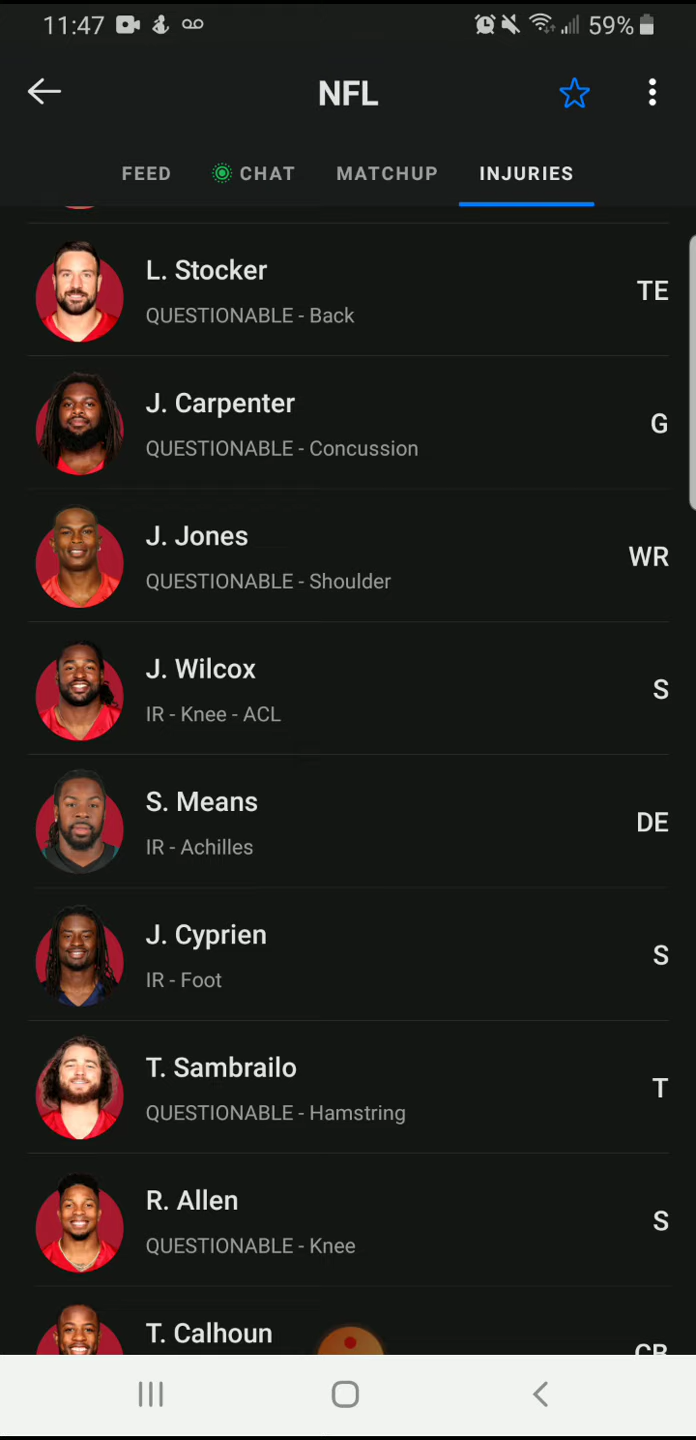 11:47
59%
NFL
FEED
CHAT
MATCHUP
INJURIES
L. Stocker
QUESTIONABLE - Back
TE
J. Carpenter
QUESTIONABLE - Concussion
G
J. Jones
QUESTIONABLE - Shoulder
WR
J. Wilcox
IR - Knee - ACL
S
S. Means
IR - Achilles
DE
J. Cyprien
IR - Foot
S
T. Sambrailo
QUESTIONABLE - Hamstring
T
R. Allen
QUESTIONABLE - Knee
S
T. Calhoun
CB